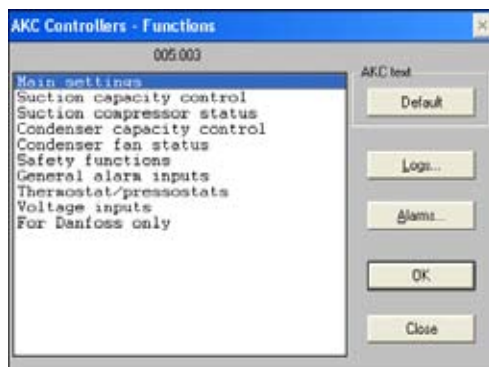 AKC Controllers - Functions
005:003
Main settings
Suction capacity control
Suction compressor status
Condenser capacity control
Condenser fan status
Safety functions
General alarm inputs
Thermostat/pressostats
Voltage inputs
For Danfoss only
AKC text
Default
Logs...
Alarms...
OK
Close